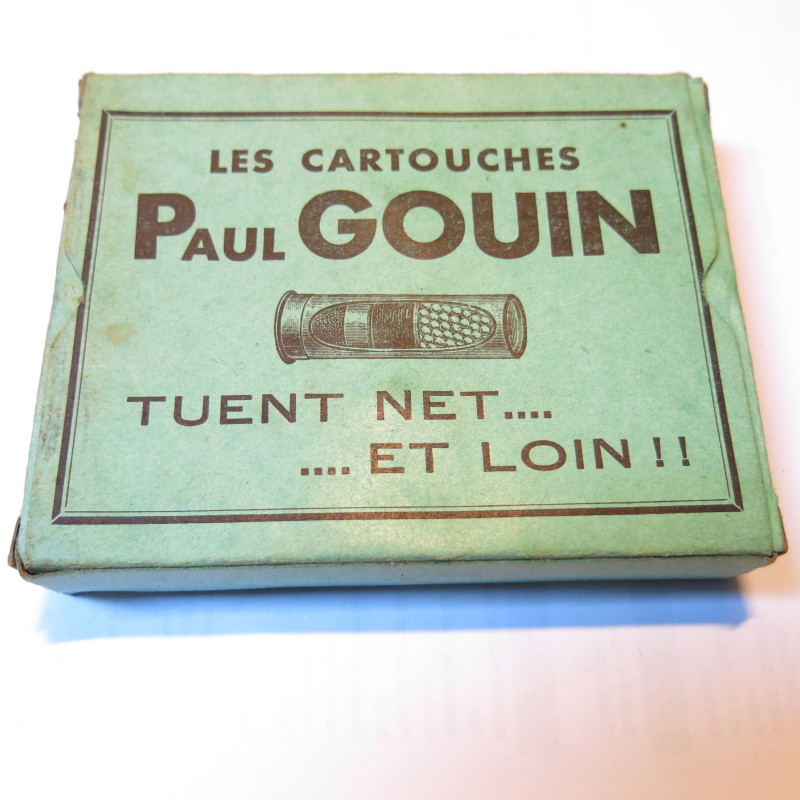 LES CARTOUCHES
PAUL GOUIN
TUENT NET....
.... ET LOIN !!